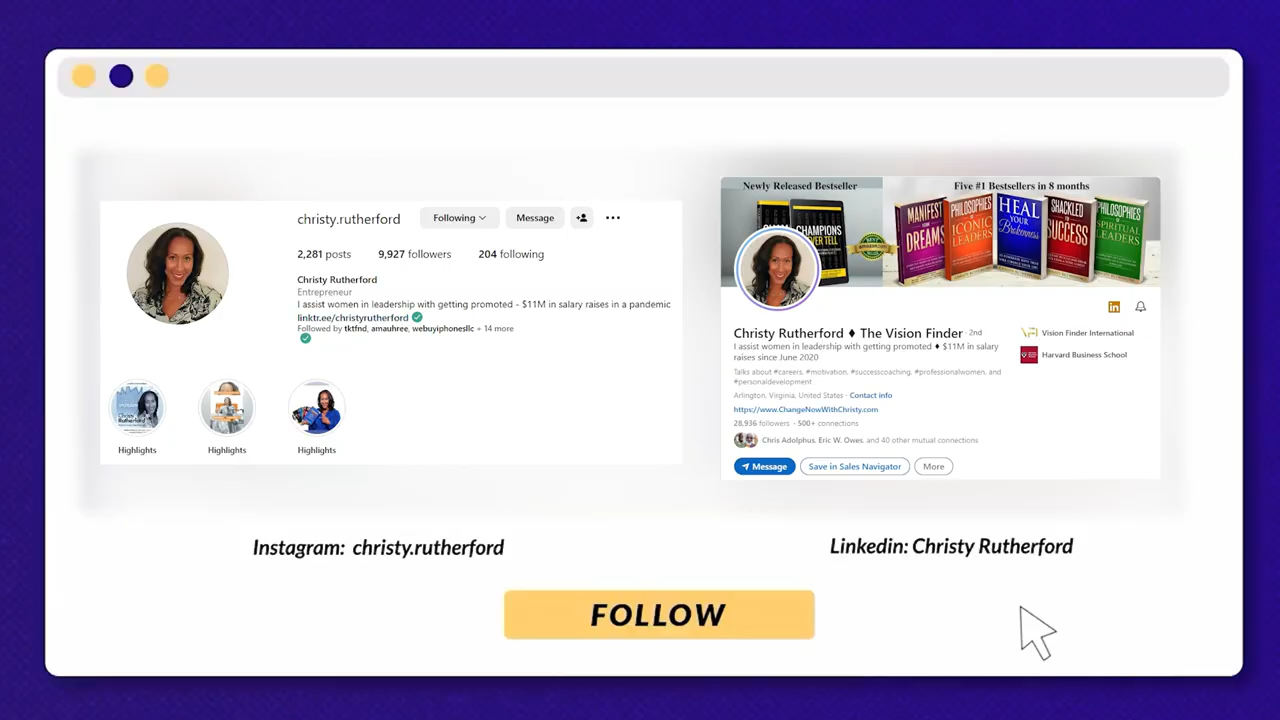 christy.rutherford
Following
Message
2,281 posts
9,927 followers
204 following
Christy Rutherford
Entrepreneur
I assist women in leadership with getting promoted - $11M in salary raises in a pandemic
linktr.ee/christyrutherford
Followed by tktfnd, amauhree, webuyiphonesllc + 14 more
Highlights
Highlights
Highlights
Newly Released Bestseller
Five #1 Bestsellers in 8 months
CHAMPIONS
MANIFEST
YOUR
DREAMS
PHILOSOPHIES
of
ICONIC
LEADERS
HEAL
YOUR
Brokenness
SHACKLED
TO
SUCCESS
PHILOSOPHIES
of
SPIRITUAL
LEADERS
in
Christy Rutherford ♦ The Vision Finder · 2nd
I assist women in leadership with getting promoted ♦ $11M in salary
raises since June 2020
Talks about #careers, #motivation, #successcoaching, #professionalwomen, and
#personaldevelopment
Arlington, Virginia, United States · Contact info
https://www.ChangeNowWithChristy.com
28,936 followers · 500+ connections
Chris Adolphus, Eric W. Owes, and 40 other mutual connections
Message
Save in Sales Navigator
More
Vision Finder International
Harvard Business School
Instagram: christy.rutherford
Linkedin: Christy Rutherford
FOLLOW